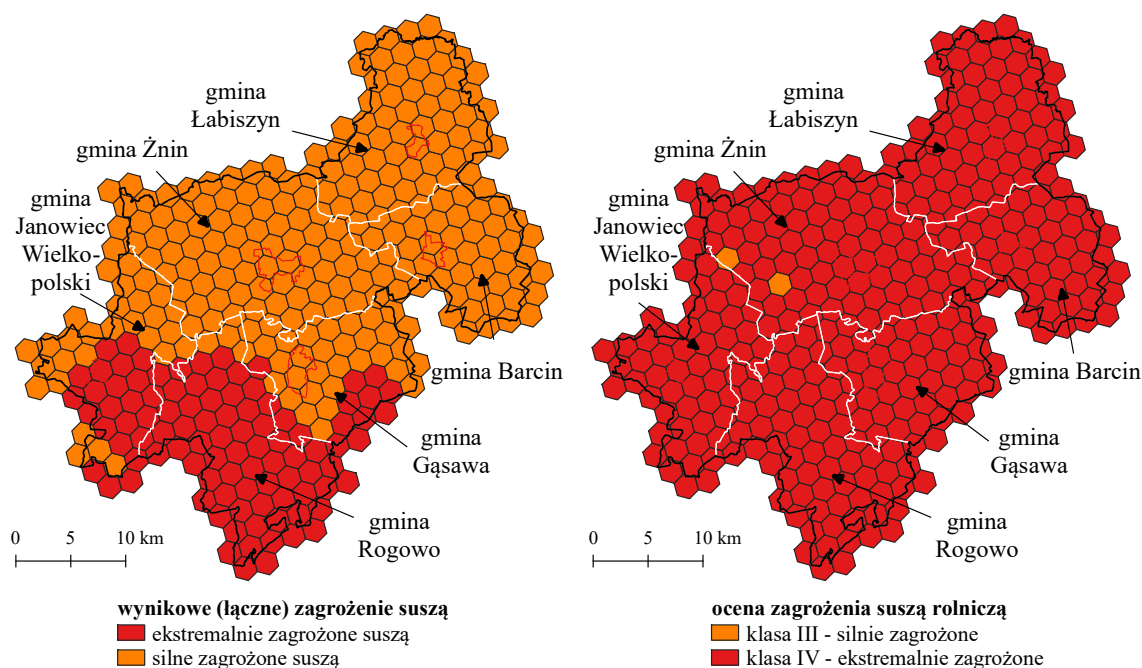 gmina
Łabiszyn
gmina Żnin
gmina
Janowiec
Wielko-
polski
gmina Barcin
gmina
Gąsawa
gmina
Rogowo
0 5 10 km
wynikowe (łączne) zagrożenie suszą
ekstremalnie zagrożone suszą
silne zagrożone suszą
gmina
Łabiszyn
gmina Żnin
gmina
Janowiec
Wielko-
polski
gmina Barcin
gmina
Gąsawa
gmina
Rogowo
0 5 10 km
ocena zagrożenia suszą rolniczą
klasa III - silnie zagrożone
klasa IV - ekstremalnie zagrożone